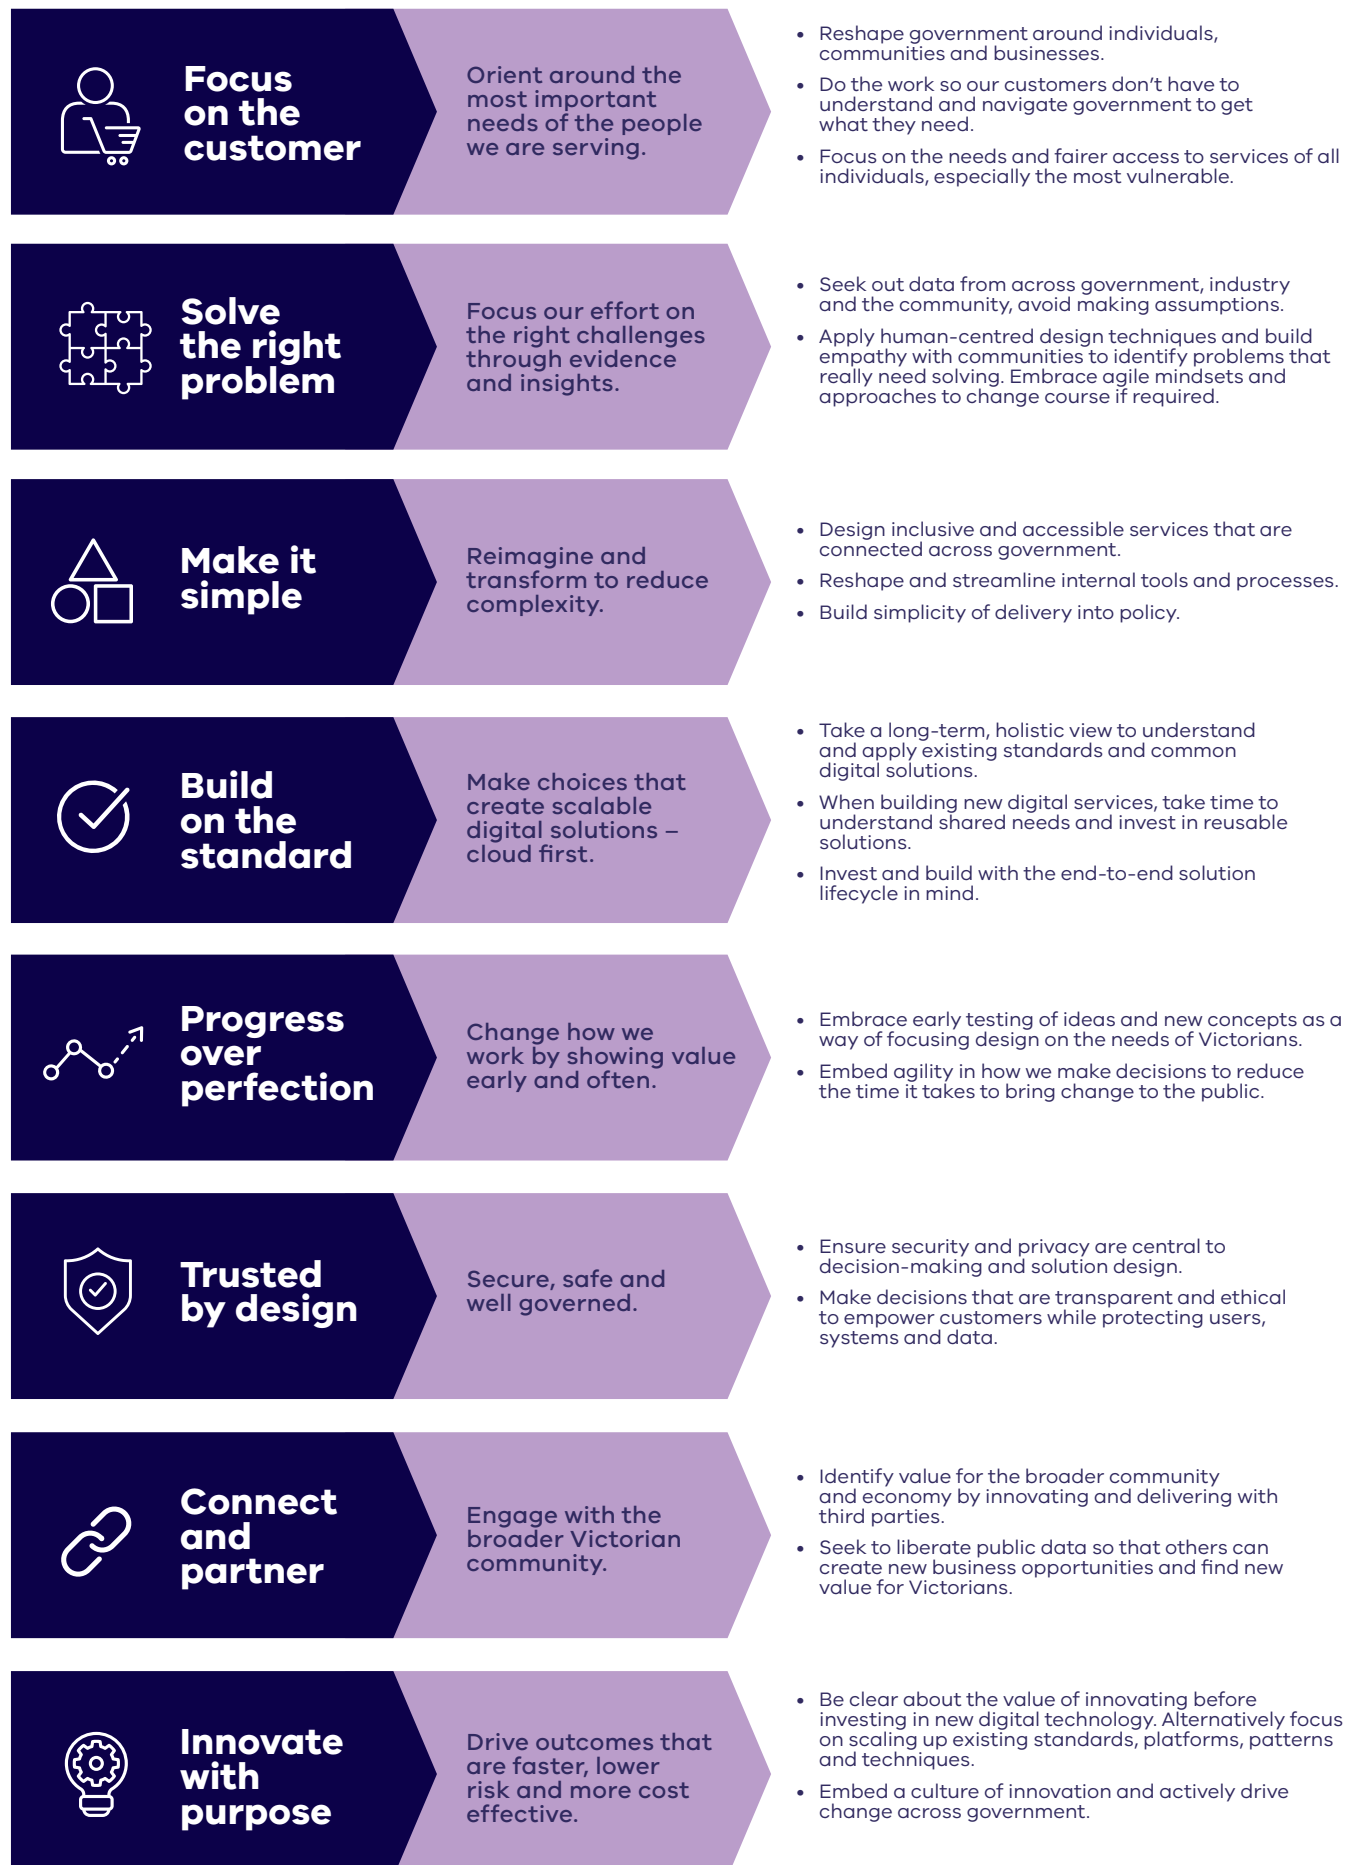 Focus
on the
customer
Orient around the
most important
needs of the people
we are serving.
• Reshape government around individuals,
communities and businesses.
• Do the work so our customers don’t have to
understand and navigate government to get
what they need.
• Focus on the needs and fairer access to services of all
individuals, especially the most vulnerable.
Solve
the right
problem
Focus our effort on
the right challenges
through evidence
and insights.
• Seek out data from across government, industry
and the community, avoid making assumptions.
• Apply human-centred design techniques and build
empathy with communities to identify problems that
really need solving. Embrace agile mindsets and
approaches to change course if required.
Make it
simple
Reimagine and
transform to reduce
complexity.
• Design inclusive and accessible services that are
connected across government.
• Reshape and streamline internal tools and processes.
• Build simplicity of delivery into policy.
Build
on the
standard
Make choices that
create scalable
digital solutions –
cloud first.
• Take a long-term, holistic view to understand
and apply existing standards and common
digital solutions.
• When building new digital services, take time to
understand shared needs and invest in reusable
solutions.
• Invest and build with the end-to-end solution
lifecycle in mind.
Progress
over
perfection
Change how we
work by showing value
early and often.
• Embrace early testing of ideas and new concepts as a
way of focusing design on the needs of Victorians.
• Embed agility in how we make decisions to reduce
the time it takes to bring change to the public.
Trusted
by design
Secure, safe and
well governed.
• Ensure security and privacy are central to
decision-making and solution design.
• Make decisions that are transparent and ethical
to empower customers while protecting users,
systems and data.
Connect
and
partner
Engage with the
broader Victorian
community.
• Identify value for the broader community
and economy by innovating and delivering with
third parties.
• Seek to liberate public data so that others can
create new business opportunities and find new
value for Victorians.
Innovate
with
purpose
Drive outcomes that
are faster, lower
risk and more cost
effective.
• Be clear about the value of innovating before
investing in new digital technology. Alternatively focus
on scaling up existing standards, platforms, patterns
and techniques.
• Embed a culture of innovation and actively drive
change across government.